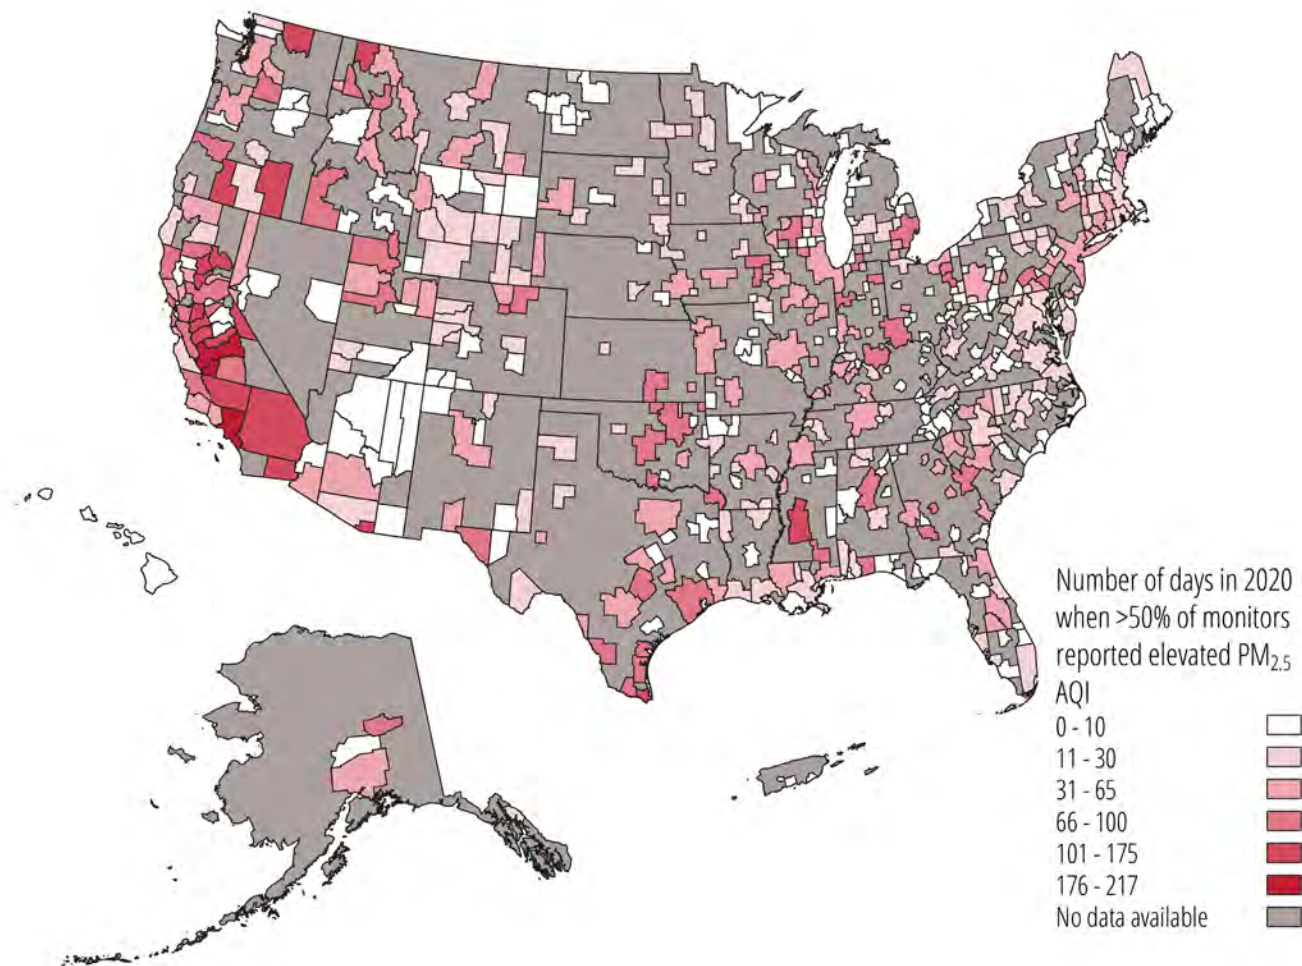 Number of days in 2020
when >50% of monitors
reported elevated PM2.5
AQI
0 - 10
11 - 30
31 - 65
66 - 100
101 - 175
176 - 217
No data available